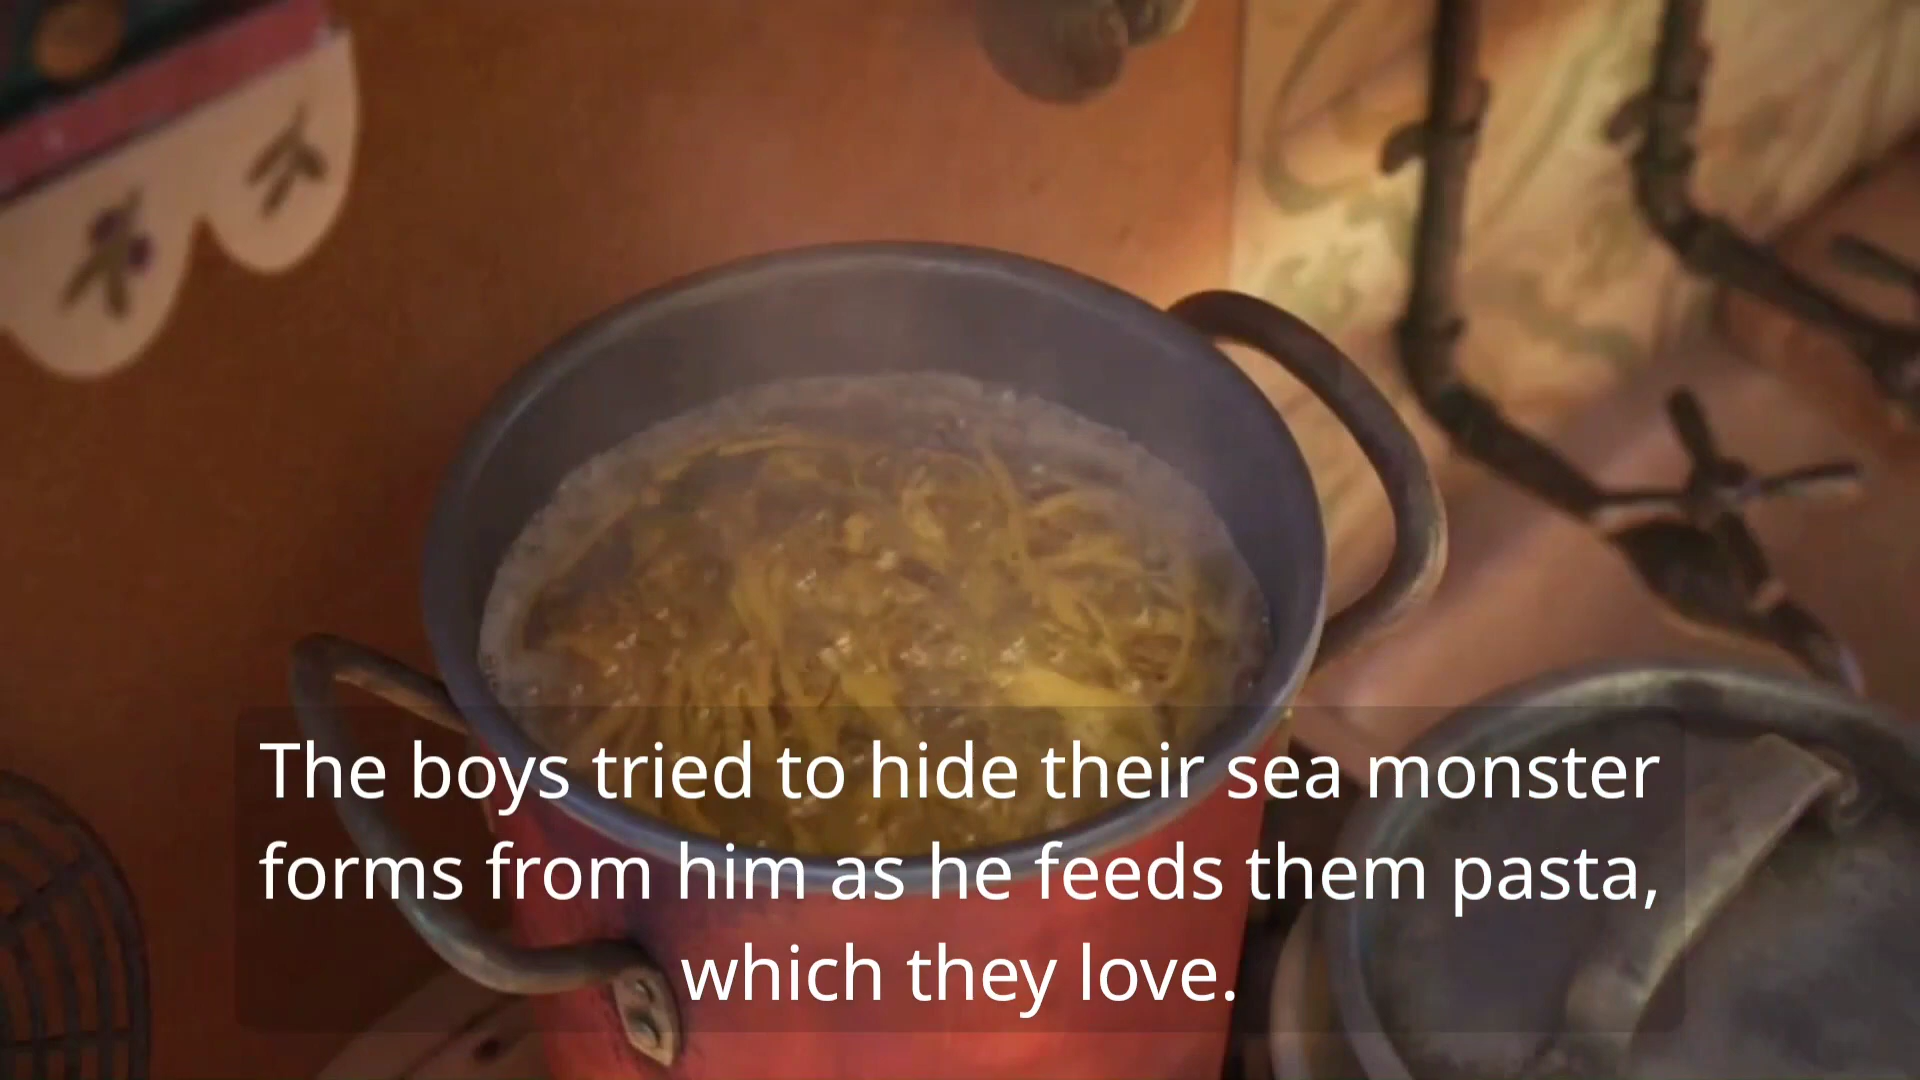 The boys tried to hide their sea monster
forms from him as he feeds them pasta,
which they love.